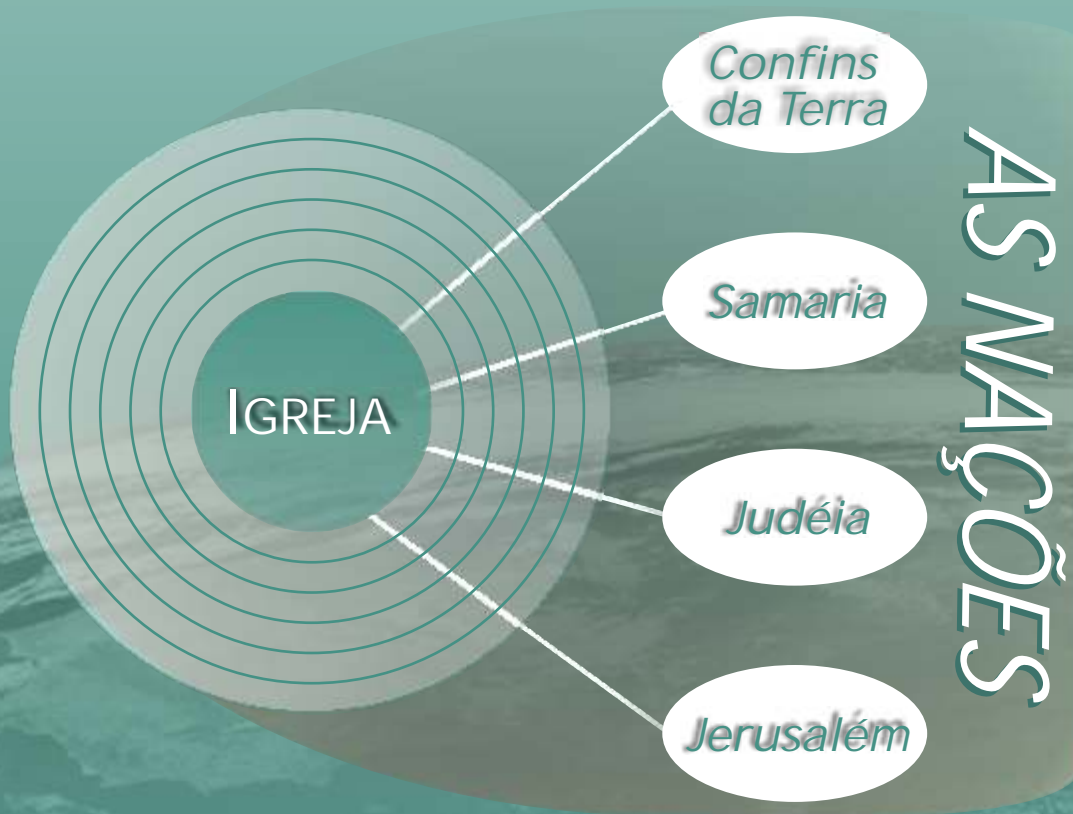 Confins
da Terra
Samaria
IGREJA
Judéia
Jerusalém
AS NAÇÕES